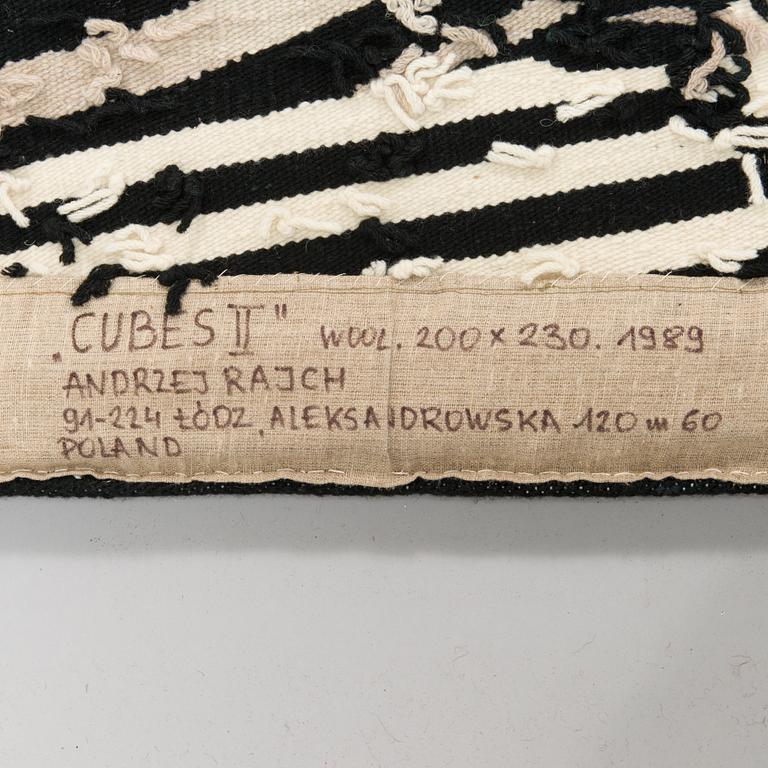 „CUBES II" WOOL. 200 x 230. 1989
ANDRZEJ RAJCH
91-224 ŁÓDZ, ALEKSANDROWSKA 120 m 60
POLAND